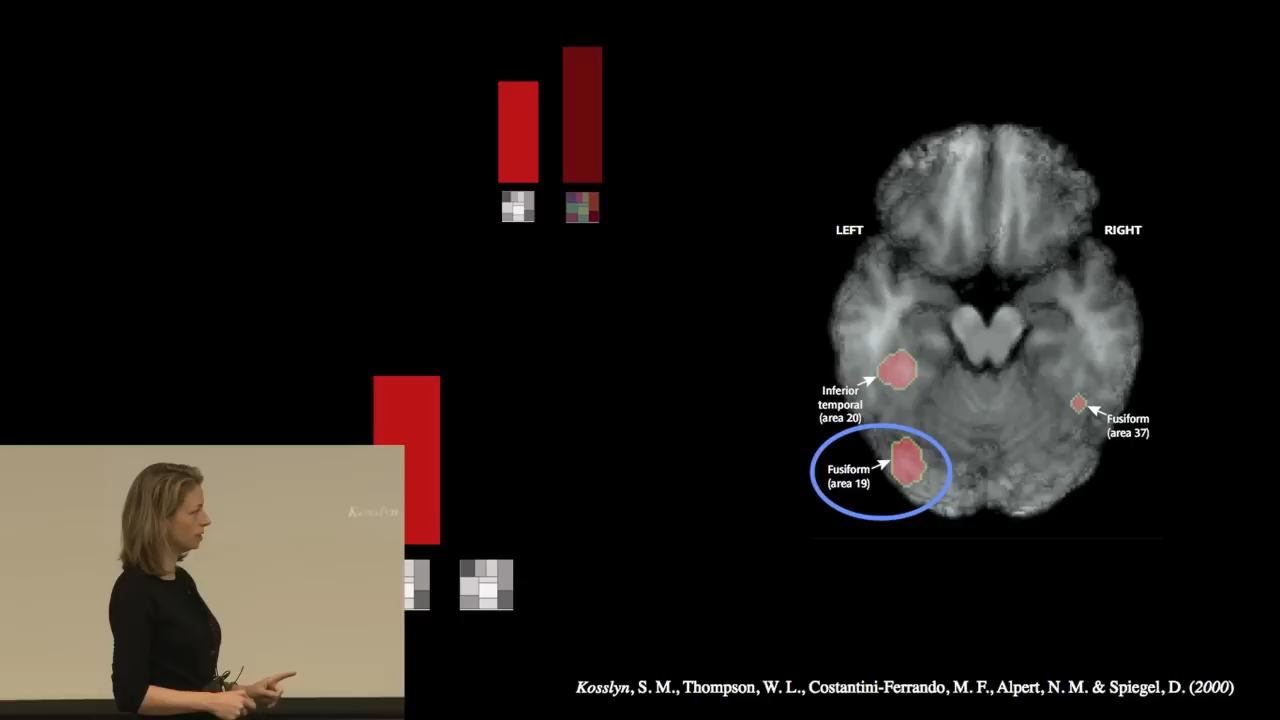 LEFT
RIGHT
Inferior
temporal
(area 20)
Fusiform
(area 37)
Fusiform
(area 19)
Kosslyn
Kosslyn, S. M., Thompson, W. L., Costantini-Ferrando, M. F., Alpert, N. M. & Spiegel, D. (2000)